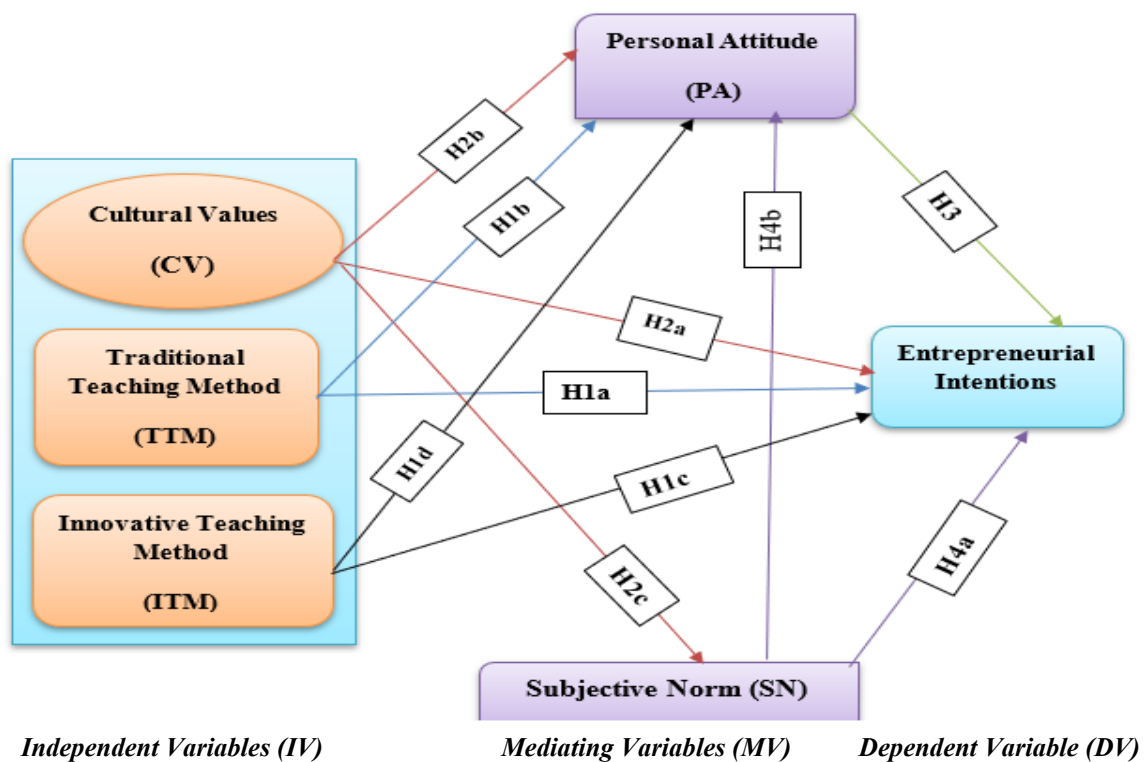 Personal Attitude
(PA)
H2b
H1b
H4b
H3
Cultural Values
(CV)
H2a
Entrepreneurial
Intentions
Traditional
Teaching Method
(TTM)
H1a
H1d
H1c
Innovative Teaching
Method
(ITM)
H4a
H2c
Subjective Norm (SN)
Independent Variables (IV)
Mediating Variables (MV)
Dependent Variable (DV)